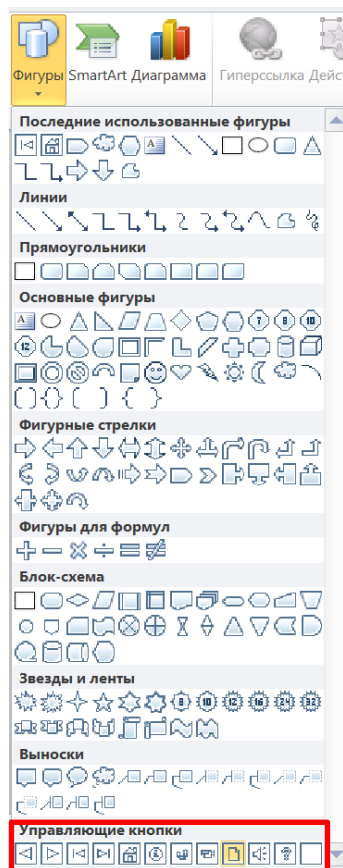 Фигуры SmartArt Диаграмма Гиперссылка Дейс
Последние использованные фигуры
Линии
Прямоугольники
Основные фигуры
Фигурные стрелки
Фигуры для формул
Блок-схема
Звезды и ленты
Выноски
Управляющие кнопки